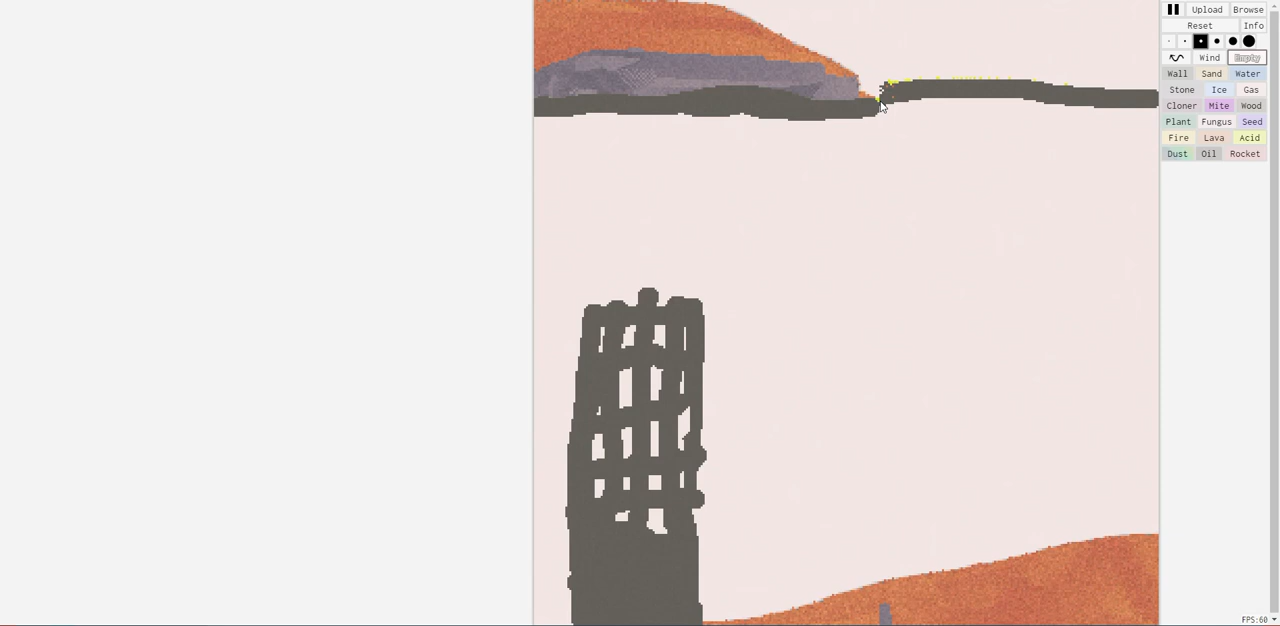 Upload Browse
Reset Info
Wind Empty
Wall Sand Water
Stone Ice Gas
Cloner Mite Wood
Plant Fungus Seed
Fire Lava Acid
Dust Oil Rocket
FPS:60